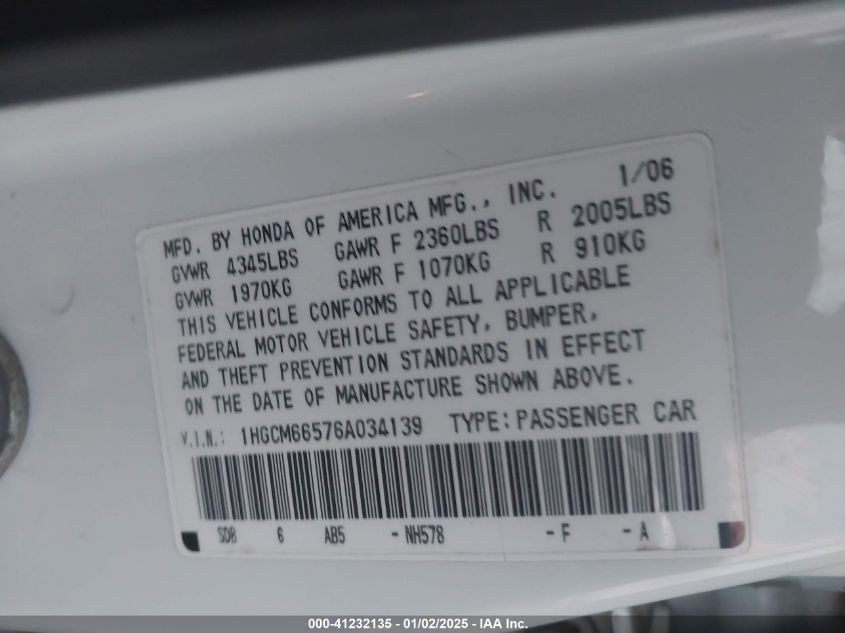 MFD. BY HONDA OF AMERICA MFG., INC. 1/06
GVWR 4345LBS GAWR F 2360LBS R 2005LBS
GVWR 1970KG GAWR F 1070KG R 910KG
THIS VEHICLE CONFORMS TO ALL APPLICABLE
FEDERAL MOTOR VEHICLE SAFETY, BUMPER,
AND THEFT PREVENTION STANDARDS IN EFFECT
ON THE DATE OF MANUFACTURE SHOWN ABOVE.
V.I.N.: 1HGCM66576A034139 TYPE: PASSENGER CAR
SDB 6 AB5 - NH578 - F - A
000-41232135 - 01/02/2025 - IAA Inc.